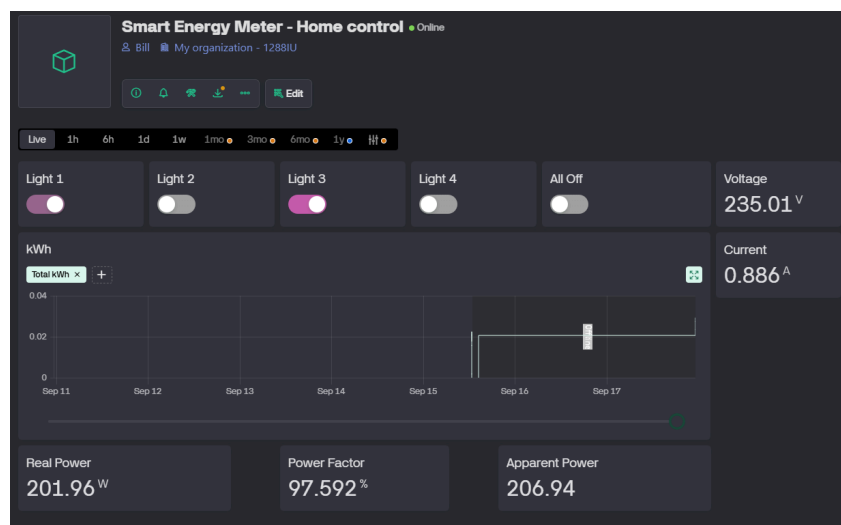 Smart Energy Meter - Home control Online
Bill My organization - 1288IU
Edit
Live 1h 6h 1d 1w 1mo 3mo 6mo 1y
Light 1 Light 2 Light 3 Light 4 All Off Voltage
235.01 V
kWh
Current
0.886 A
Total kWh × +
0.04
0.02
Offline
0
Sep 11 Sep 12 Sep 13 Sep 14 Sep 15 Sep 16 Sep 17
Real Power Power Factor Apparent Power
201.96 W 97.592 % 206.94